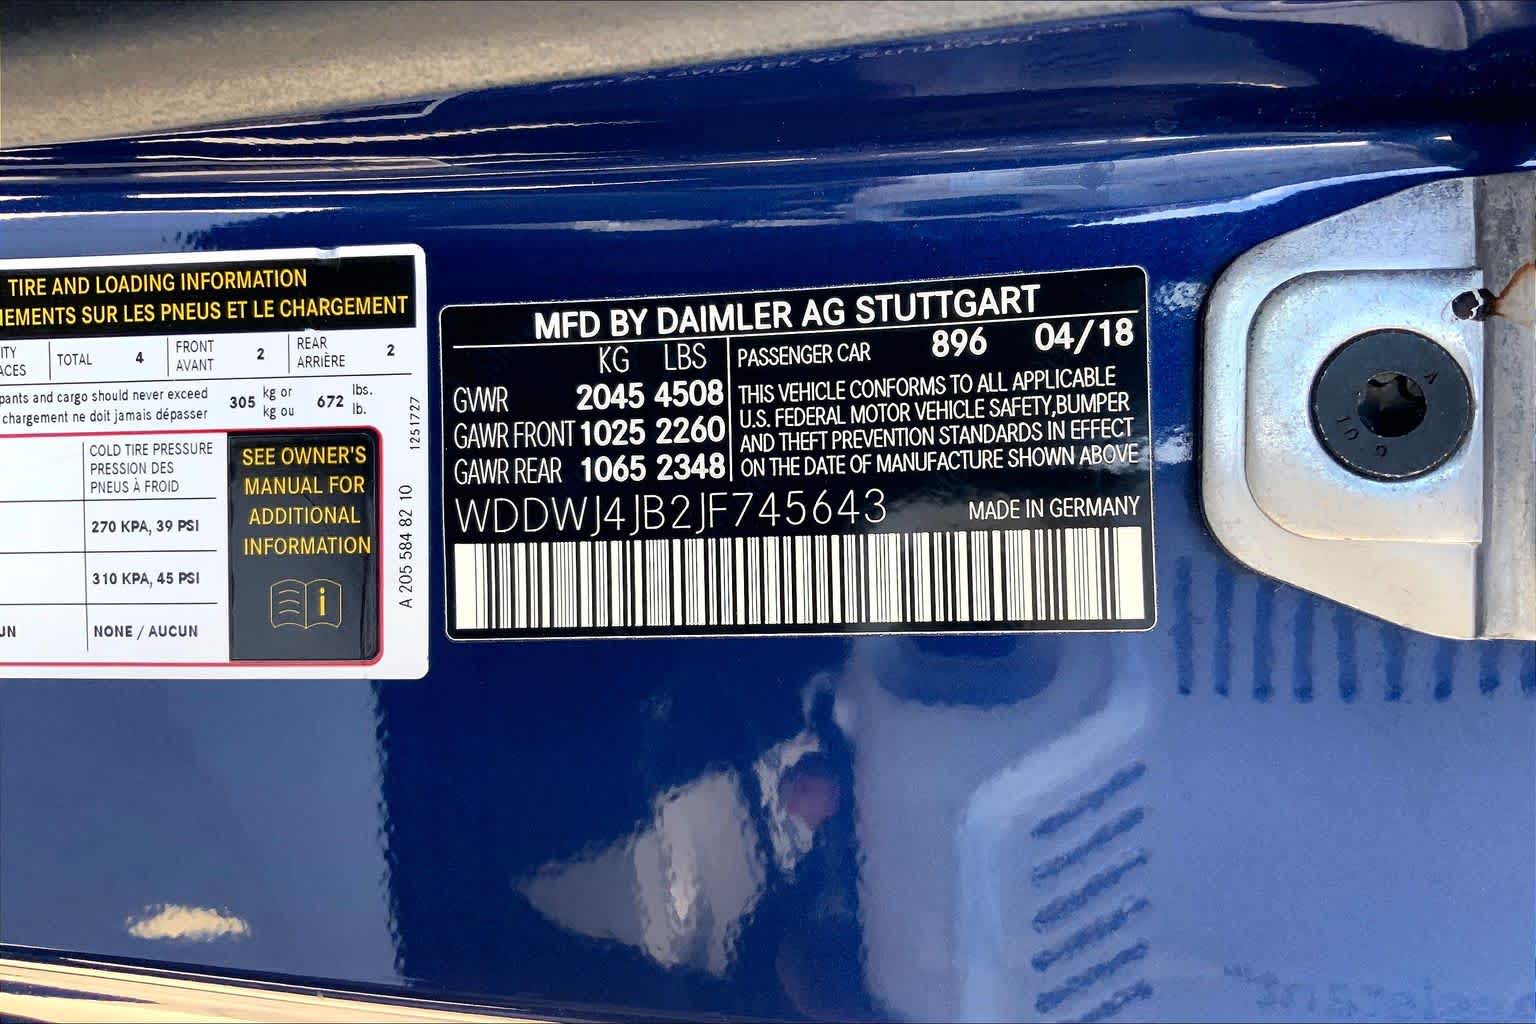 TIRE AND LOADING INFORMATION
EMENTS SUR LES PNEUS ET LE CHARGEMENT
ITY
ACES
TOTAL 4
FRONT
AVANT
2
REAR
ARRIÈRE
2
pants and cargo should never exceed
chargement ne doit jamais dépasser
305 kg or
kg ou
672 lbs.
lb.
COLD TIRE PRESSURE
PRESSION DES
PNEUS À FROID
270 KPA, 39 PSI
310 KPA, 45 PSI
UN NONE / AUCUN
SEE OWNER'S
MANUAL FOR
ADDITIONAL
INFORMATION
i
A 205 584 82 10
1251727
MFD BY DAIMLER AG STUTTGART
KG LBS
GVWR 2045 4508
GAWR FRONT 1025 2260
GAWR REAR 1065 2348
PASSENGER CAR 896 04/18
THIS VEHICLE CONFORMS TO ALL APPLICABLE
U.S. FEDERAL MOTOR VEHICLE SAFETY,BUMPER
AND THEFT PREVENTION STANDARDS IN EFFECT
ON THE DATE OF MANUFACTURE SHOWN ABOVE
WDDWJ4JB2JF745643 MADE IN GERMANY